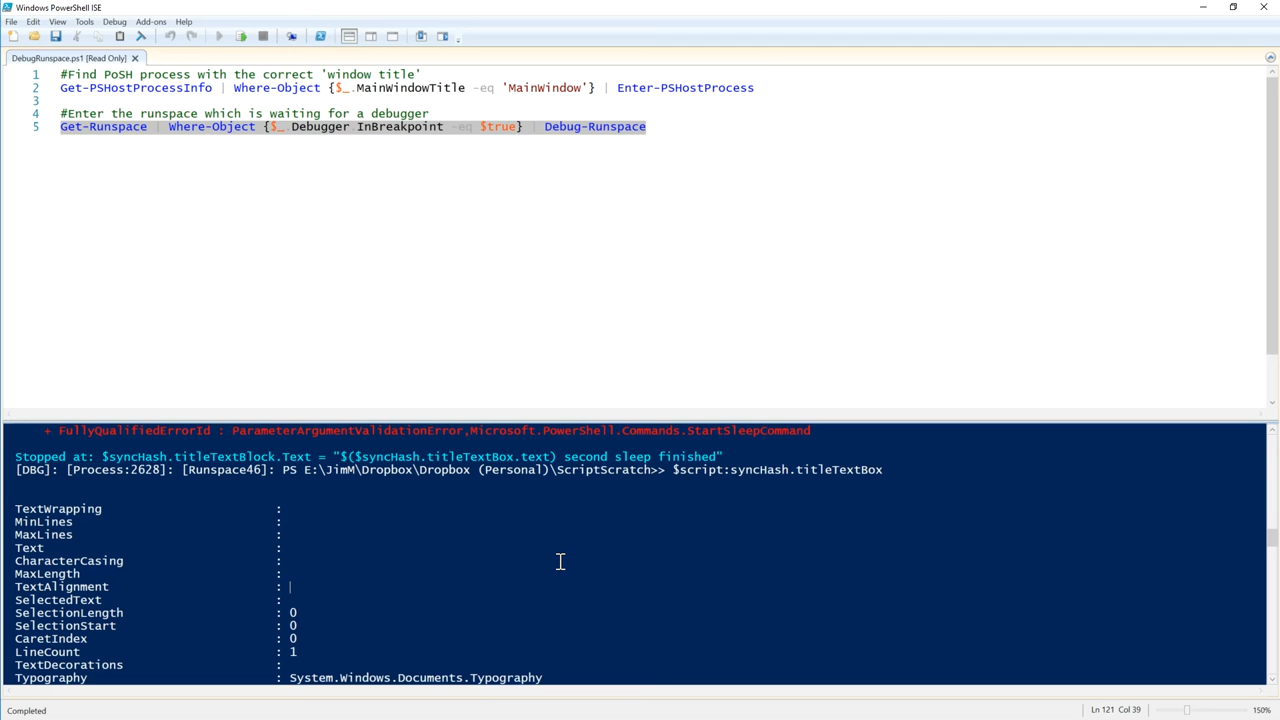 Windows PowerShell ISE
File Edit View Tools Debug Add-ons Help
DebugRunspace.ps1 [Read Only]
1 #Find PoSH process with the correct 'window title'
2 Get-PSHostProcessInfo | Where-Object {$_.MainWindowTitle -eq 'MainWindow'} | Enter-PSHostProcess
3
4 #Enter the runspace which is waiting for a debugger
5 Get-Runspace | Where-Object {$_.Debugger.InBreakpoint -eq $true} | Debug-Runspace
+ FullyQualifiedErrorId : ParameterArgumentValidationError,Microsoft.PowerShell.Commands.StartSleepCommand
Stopped at: $syncHash.titleTextBlock.Text = "$($syncHash.titleTextBox.text) second sleep finished"
[DBG]: [Process:2628]: [Runspace46]: PS E:\JimM\Dropbox\Dropbox (Personal)\ScriptScratch>> $script:syncHash.titleTextBox
TextWrapping :
MinLines :
MaxLines :
Text :
CharacterCasing :
MaxLength :
TextAlignment :
SelectedText :
SelectionLength : 0
SelectionStart : 0
CaretIndex : 0
LineCount : 1
TextDecorations :
Typography : System.Windows.Documents.Typography
Completed
Ln 121 Col 39
150%